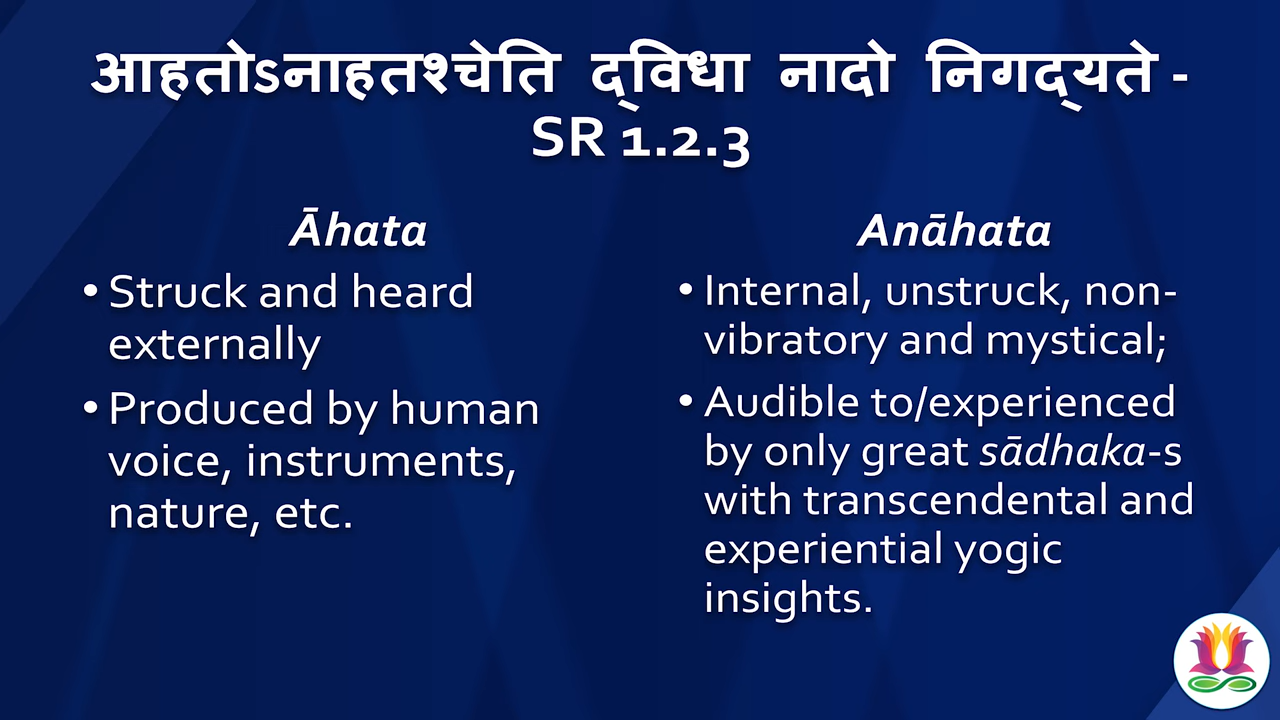 आहतोऽनाहतश्चेति द्विधा नादो निगद्यते -
SR 1.2.3
Āhata
• Struck and heard
externally
• Produced by human
voice, instruments,
nature, etc.
Anāhata
• Internal, unstruck, non-
vibratory and mystical;
• Audible to/experienced
by only great sādhaka-s
with transcendental and
experiential yogic
insights.